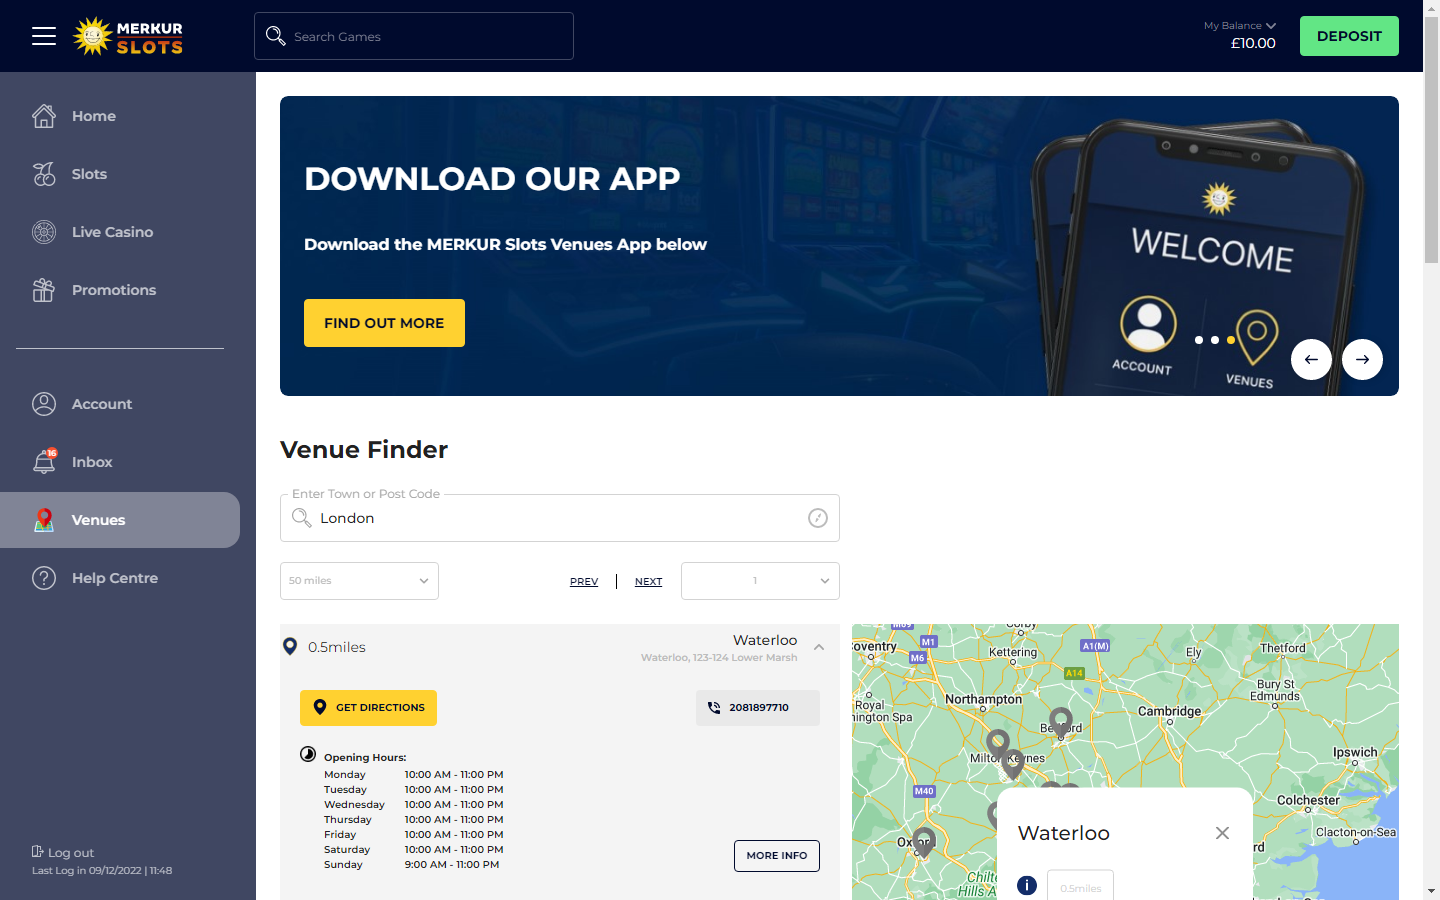 MERKUR
SLOTS
Search Games
My Balance
£10.00
DEPOSIT
Home
Slots
Live Casino
Promotions
Account
16
Inbox
Venues
Help Centre
Log out
Last Log in 09/12/2022 | 11:48
DOWNLOAD OUR APP
Download the MERKUR Slots Venues App below
FIND OUT MORE
WELCOME
ACCOUNT
VENUES
Venue Finder
Enter Town or Post Code
London
50 miles
PREV
NEXT
1
0.5miles
Waterloo
Waterloo, 123-124 Lower Marsh
GET DIRECTIONS
2081897710
Opening Hours:
Monday 10:00 AM - 11:00 PM
Tuesday 10:00 AM - 11:00 PM
Wednesday 10:00 AM - 11:00 PM
Thursday 10:00 AM - 11:00 PM
Friday 10:00 AM - 11:00 PM
Saturday 10:00 AM - 11:00 PM
Sunday 9:00 AM - 11:00 PM
MORE INFO
Corby
M1
A1(M)
Coventry
Kettering
Ely
Thetford
M6
A14
Northampton
Bury St
Edmunds
Royal
Cambridge
Bedford
Ipswich
Milton Keynes
M40
Colchester
Clacton-on-Sea
Oxford
Waterloo
0.5miles